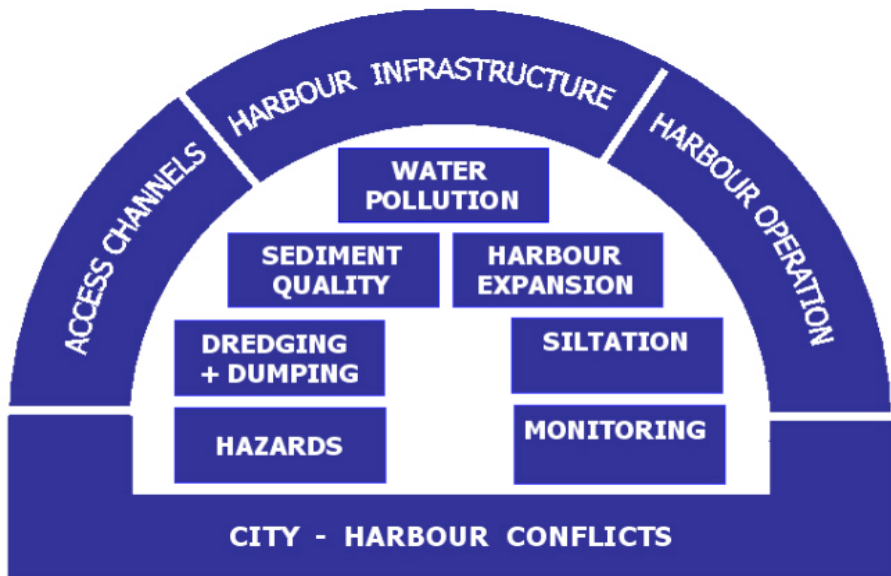 HARBOUR INFRASTRUCTURE
ACCESS CHANNELS
HARBOUR OPERATION
WATER
POLLUTION
SEDIMENT
QUALITY
HARBOUR
EXPANSION
DREDGING
+ DUMPING
SILTATION
HAZARDS
MONITORING
CITY - HARBOUR CONFLICTS